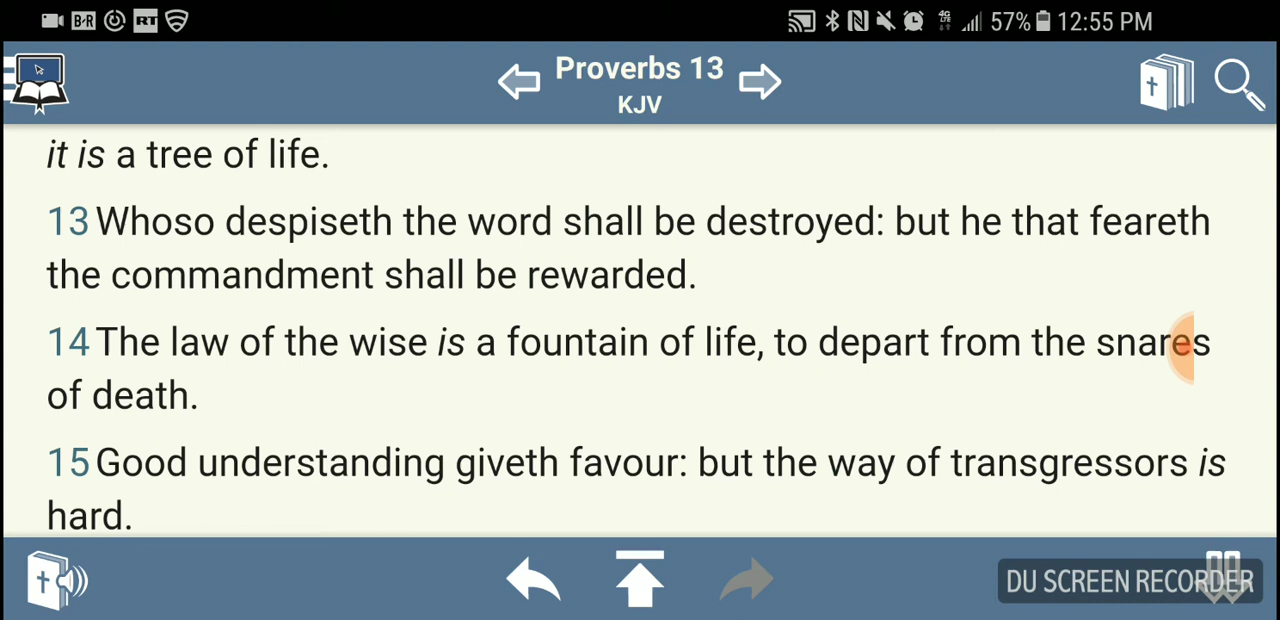 B R RT 4G LTE 57% 12:55 PM
Proverbs 13
KJV
it is a tree of life.
13 Whoso despiseth the word shall be destroyed: but he that feareth
the commandment shall be rewarded.
14 The law of the wise is a fountain of life, to depart from the snares
of death.
15 Good understanding giveth favour: but the way of transgressors is
hard.
DU SCREEN RECORDER